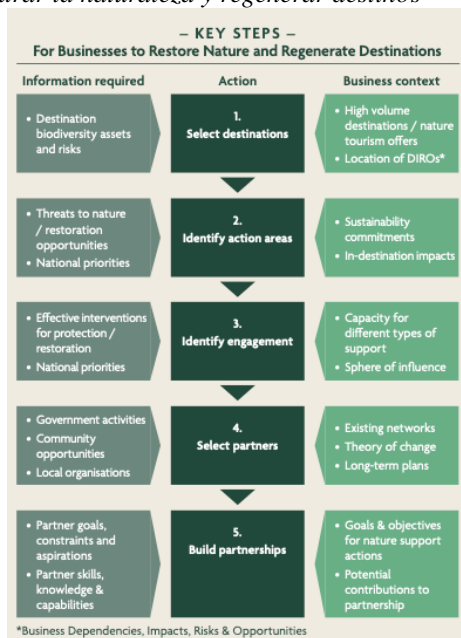 rar la naturaleza y regenerar destinos
– KEY STEPS –
For Businesses to Restore Nature and Regenerate Destinations
Information required
Action
Business context
• Destination
biodiversity assets
and risks
1.
Select destinations
• High volume
destinations / nature
tourism offers
• Location of DIROs*
• Threats to nature
/ restoration
opportunities
• National priorities
2.
Identify action areas
• Sustainability
commitments
• In-destination impacts
• Effective interventions
for protection /
restoration
• National priorities
3.
Identify engagement
• Capacity for
different types of
support
• Sphere of influence
• Government activities
• Community
opportunities
• Local organisations
4.
Select partners
• Existing networks
• Theory of change
• Long-term plans
• Partner goals,
constraints and
aspirations
• Partner skills,
knowledge &
capabilities
5.
Build partnerships
• Goals & objectives
for nature support
actions
• Potential
contributions to
partnership
*Business Dependencies, Impacts, Risks & Opportunities